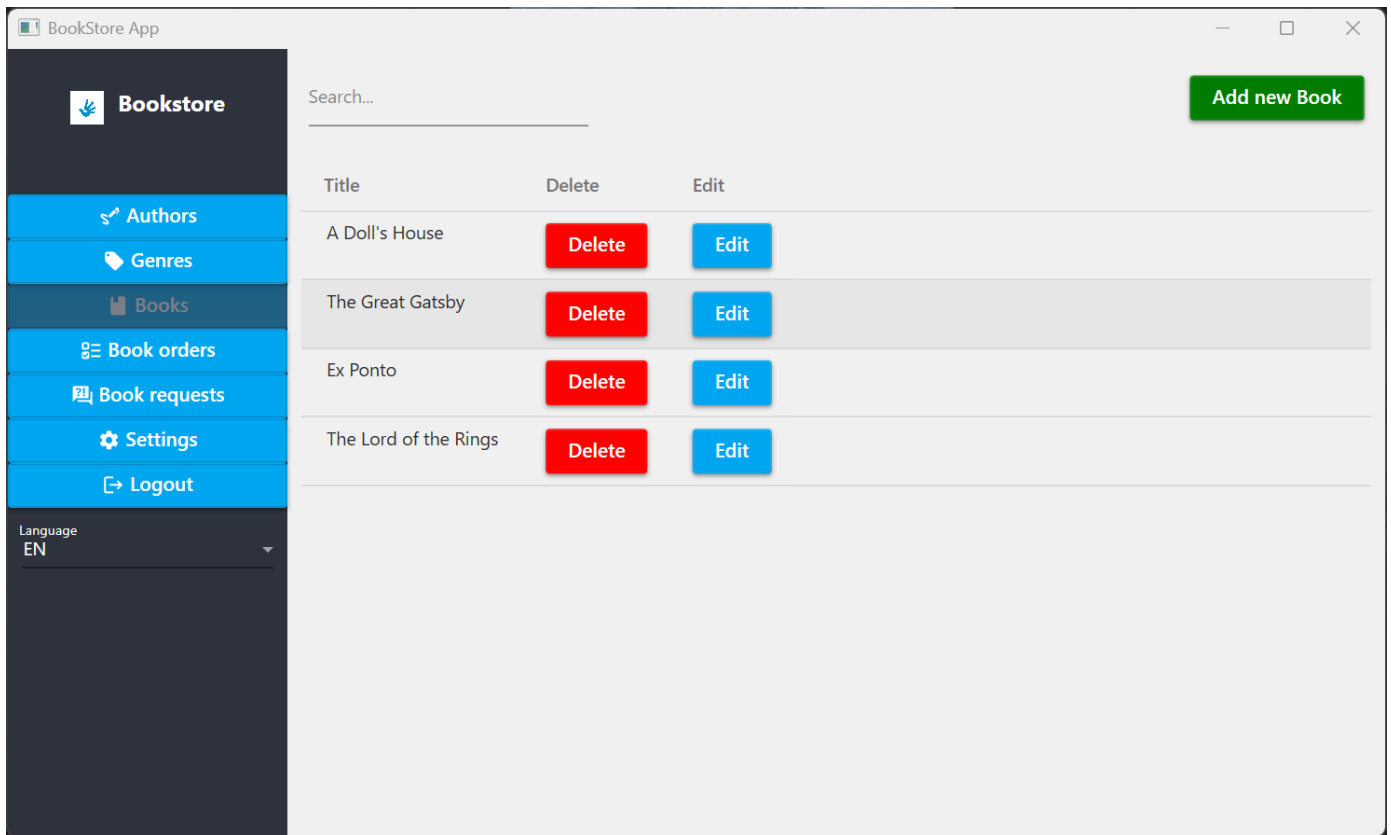 BookStore App
Bookstore
Authors
Genres
Books
Book orders
Book requests
Settings
Logout
Language
EN
Search...
Add new Book
Title Delete Edit
A Doll's House Delete Edit
The Great Gatsby Delete Edit
Ex Ponto Delete Edit
The Lord of the Rings Delete Edit